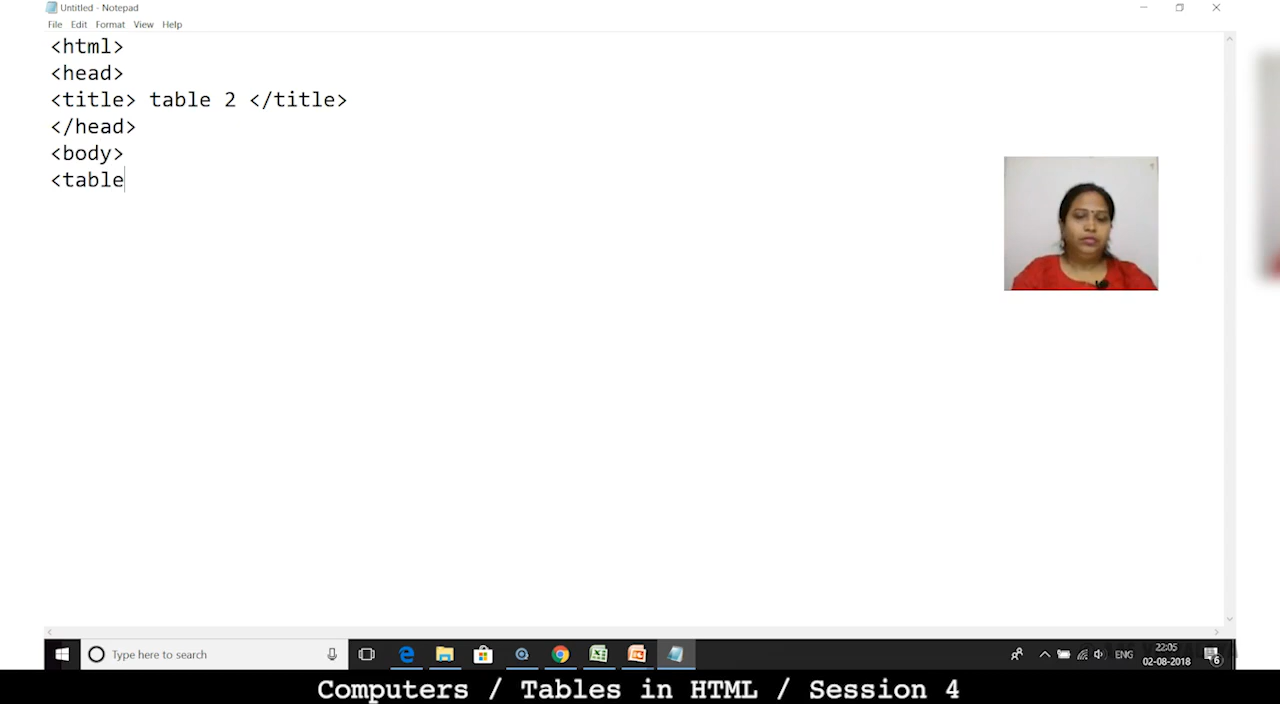 Untitled - Notepad
File Edit Format View Help
<html>
<head>
<title> table 2 </title>
</head>
<body>
<table
Type here to search
ENG
22:05
02-08-2018
6
Computers / Tables in HTML / Session 4